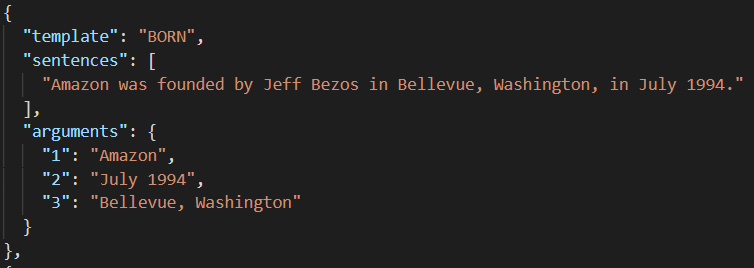 {
"template": "BORN",
"sentences": [
"Amazon was founded by Jeff Bezos in Bellevue, Washington, in July 1994."
],
"arguments": {
"1": "Amazon",
"2": "July 1994",
"3": "Bellevue, Washington"
}
},